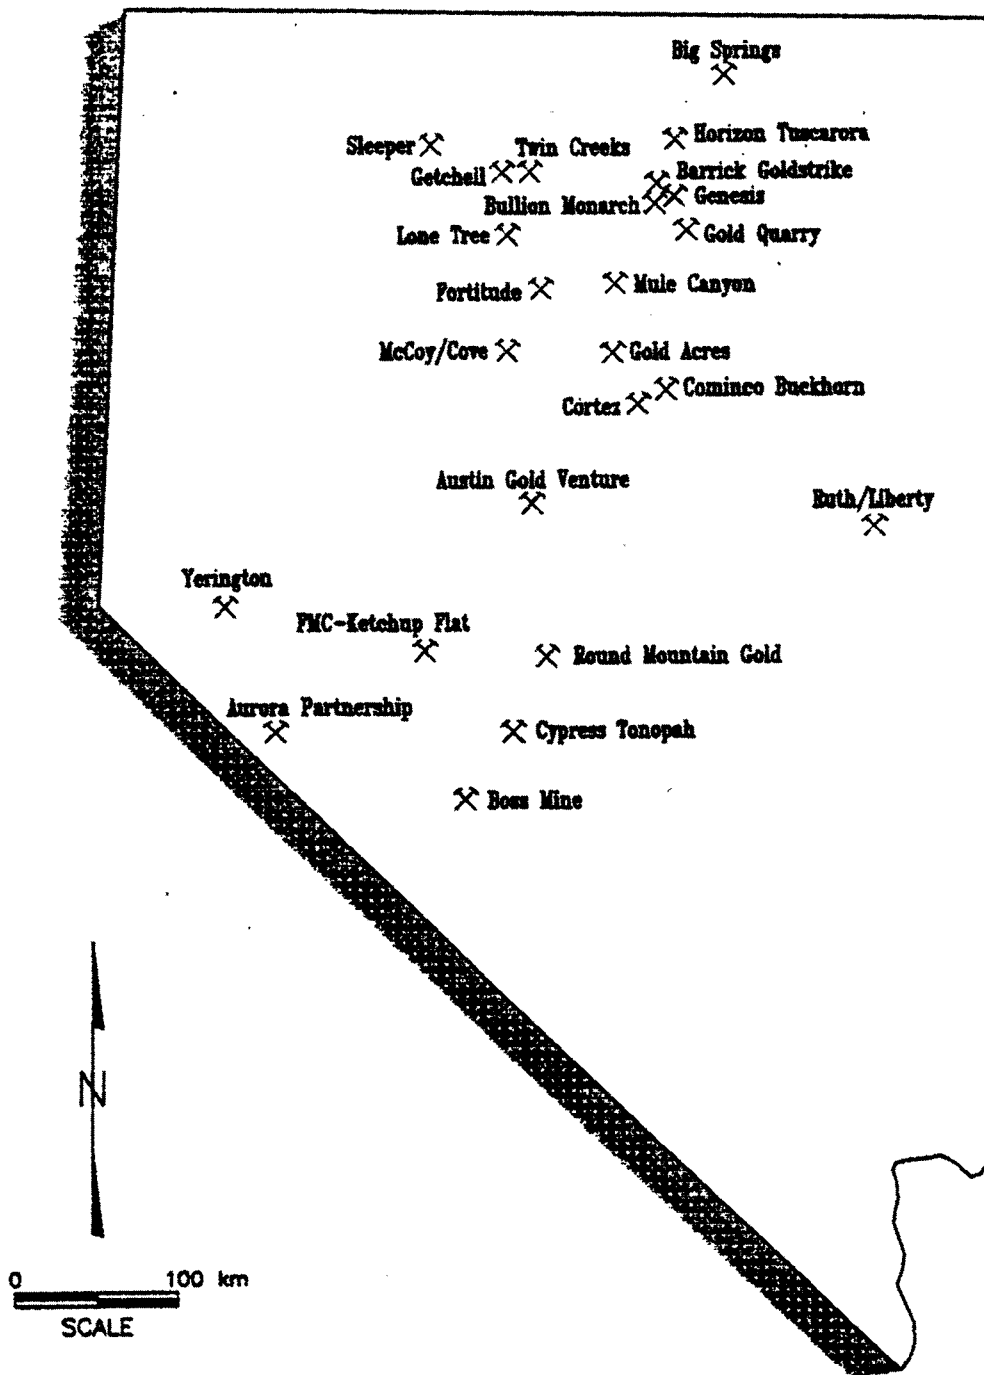 Big Springs
Horizon Tuscarora
Sleeper
Twin Creeks
Getchell
Barrick Goldstrike
Genesis
Bullion Monarch
Lone Tree
Gold Quarry
Fortitude
Mule Canyon
McCoy/Cove
Gold Acres
Cominco Buckhorn
Cortez
Austin Gold Venture
Ruth/Liberty
Yerington
FMC-Ketchup Flat
Round Mountain Gold
Aurora Partnership
Cypress Tonopah
Boss Mine
N
0 100 km
SCALE